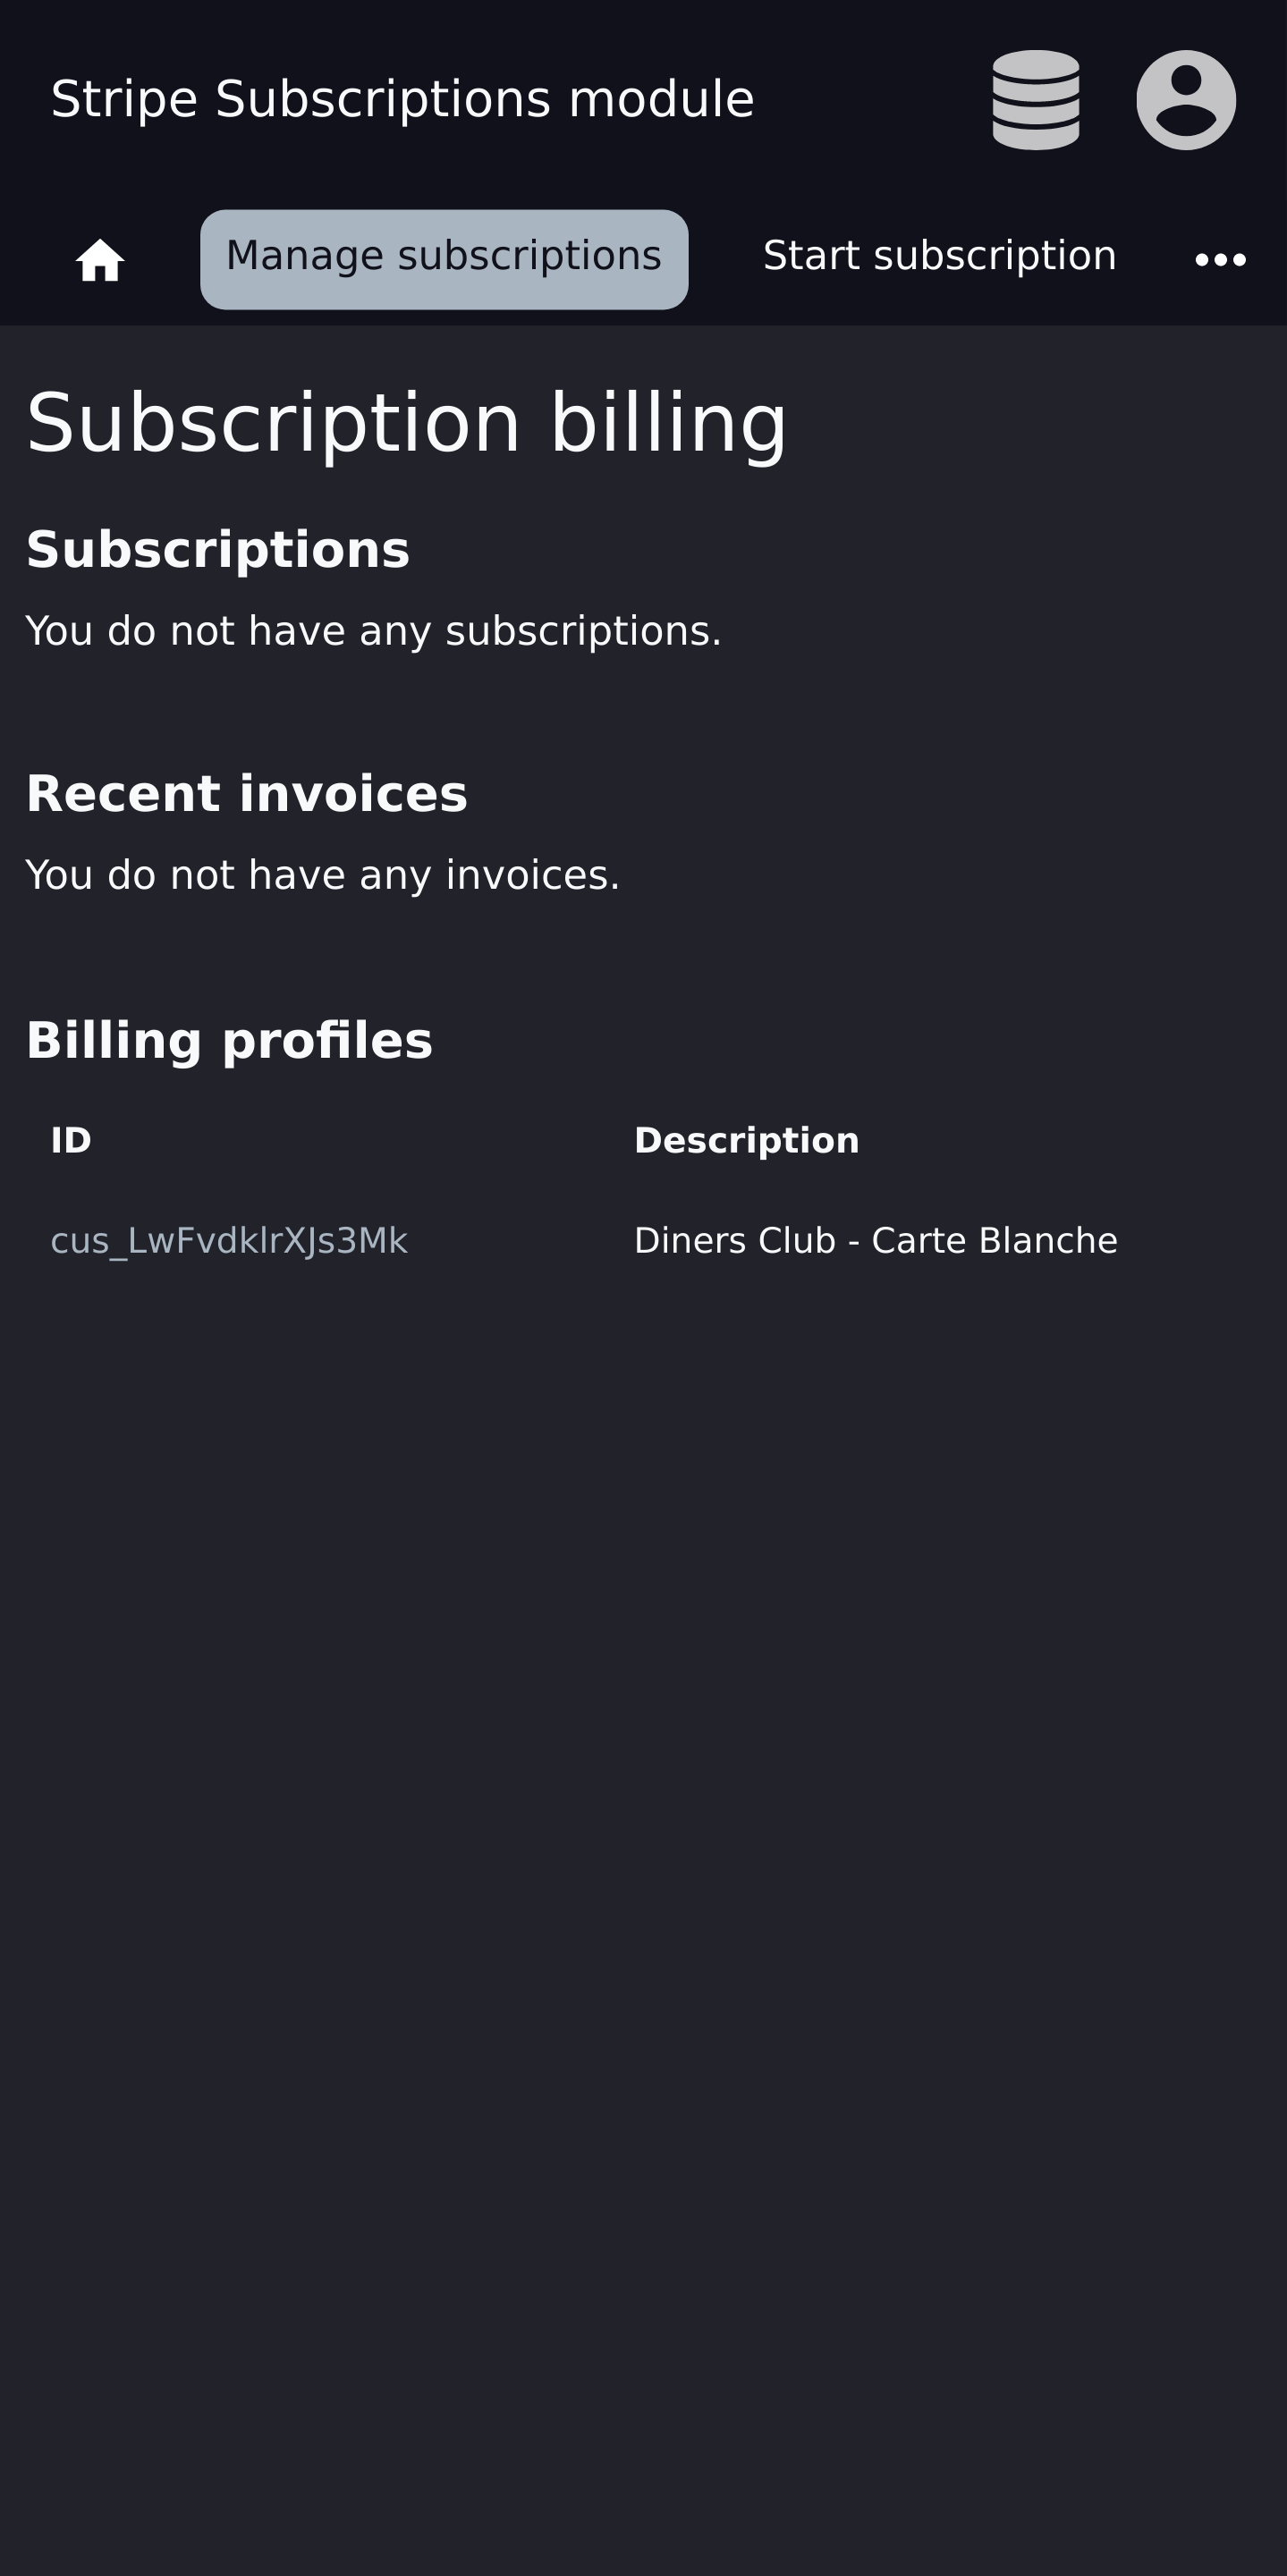 Stripe Subscriptions module
Manage subscriptions Start subscription
Subscription billing
Subscriptions
You do not have any subscriptions.
Recent invoices
You do not have any invoices.
Billing profiles
ID Description
cus_LwFvdklrXJs3Mk Diners Club - Carte Blanche